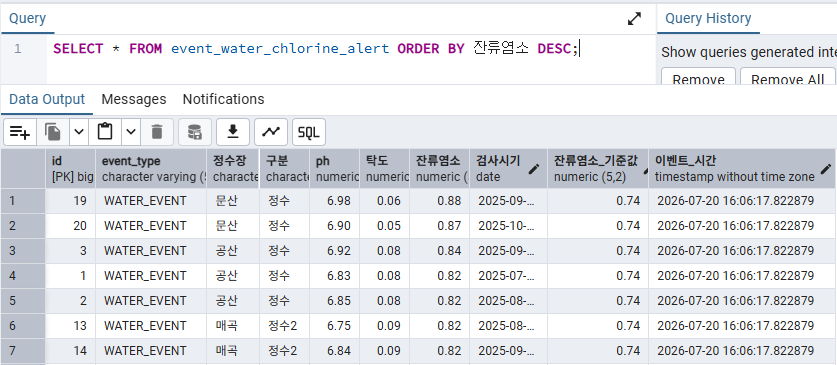 Query
Query History
1 SELECT * FROM event_water_chlorine_alert ORDER BY 잔류염소 DESC;
Show queries generated inte
Remove Remove All
Data Output Messages Notifications
SQL
id event_type 정수장 구분 ph 탁도 잔류염소 검사시기 잔류염소_기준값 이벤트_시간
[PK] big character varying (5 characte characte numeric numeric numeric ( date numeric (5,2) timestamp without time zone
1 19 WATER_EVENT 문산 정수 6.98 0.06 0.88 2025-09-... 0.74 2026-07-20 16:06:17.822879
2 20 WATER_EVENT 문산 정수 6.90 0.05 0.87 2025-10-... 0.74 2026-07-20 16:06:17.822879
3 3 WATER_EVENT 공산 정수 6.92 0.08 0.84 2025-09-... 0.74 2026-07-20 16:06:17.822879
4 1 WATER_EVENT 공산 정수 6.83 0.08 0.82 2025-07-... 0.74 2026-07-20 16:06:17.822879
5 2 WATER_EVENT 공산 정수 6.85 0.08 0.82 2025-08-... 0.74 2026-07-20 16:06:17.822879
6 13 WATER_EVENT 매곡 정수2 6.75 0.09 0.82 2025-08-... 0.74 2026-07-20 16:06:17.822879
7 14 WATER_EVENT 매곡 정수2 6.84 0.09 0.82 2025-09-... 0.74 2026-07-20 16:06:17.822879